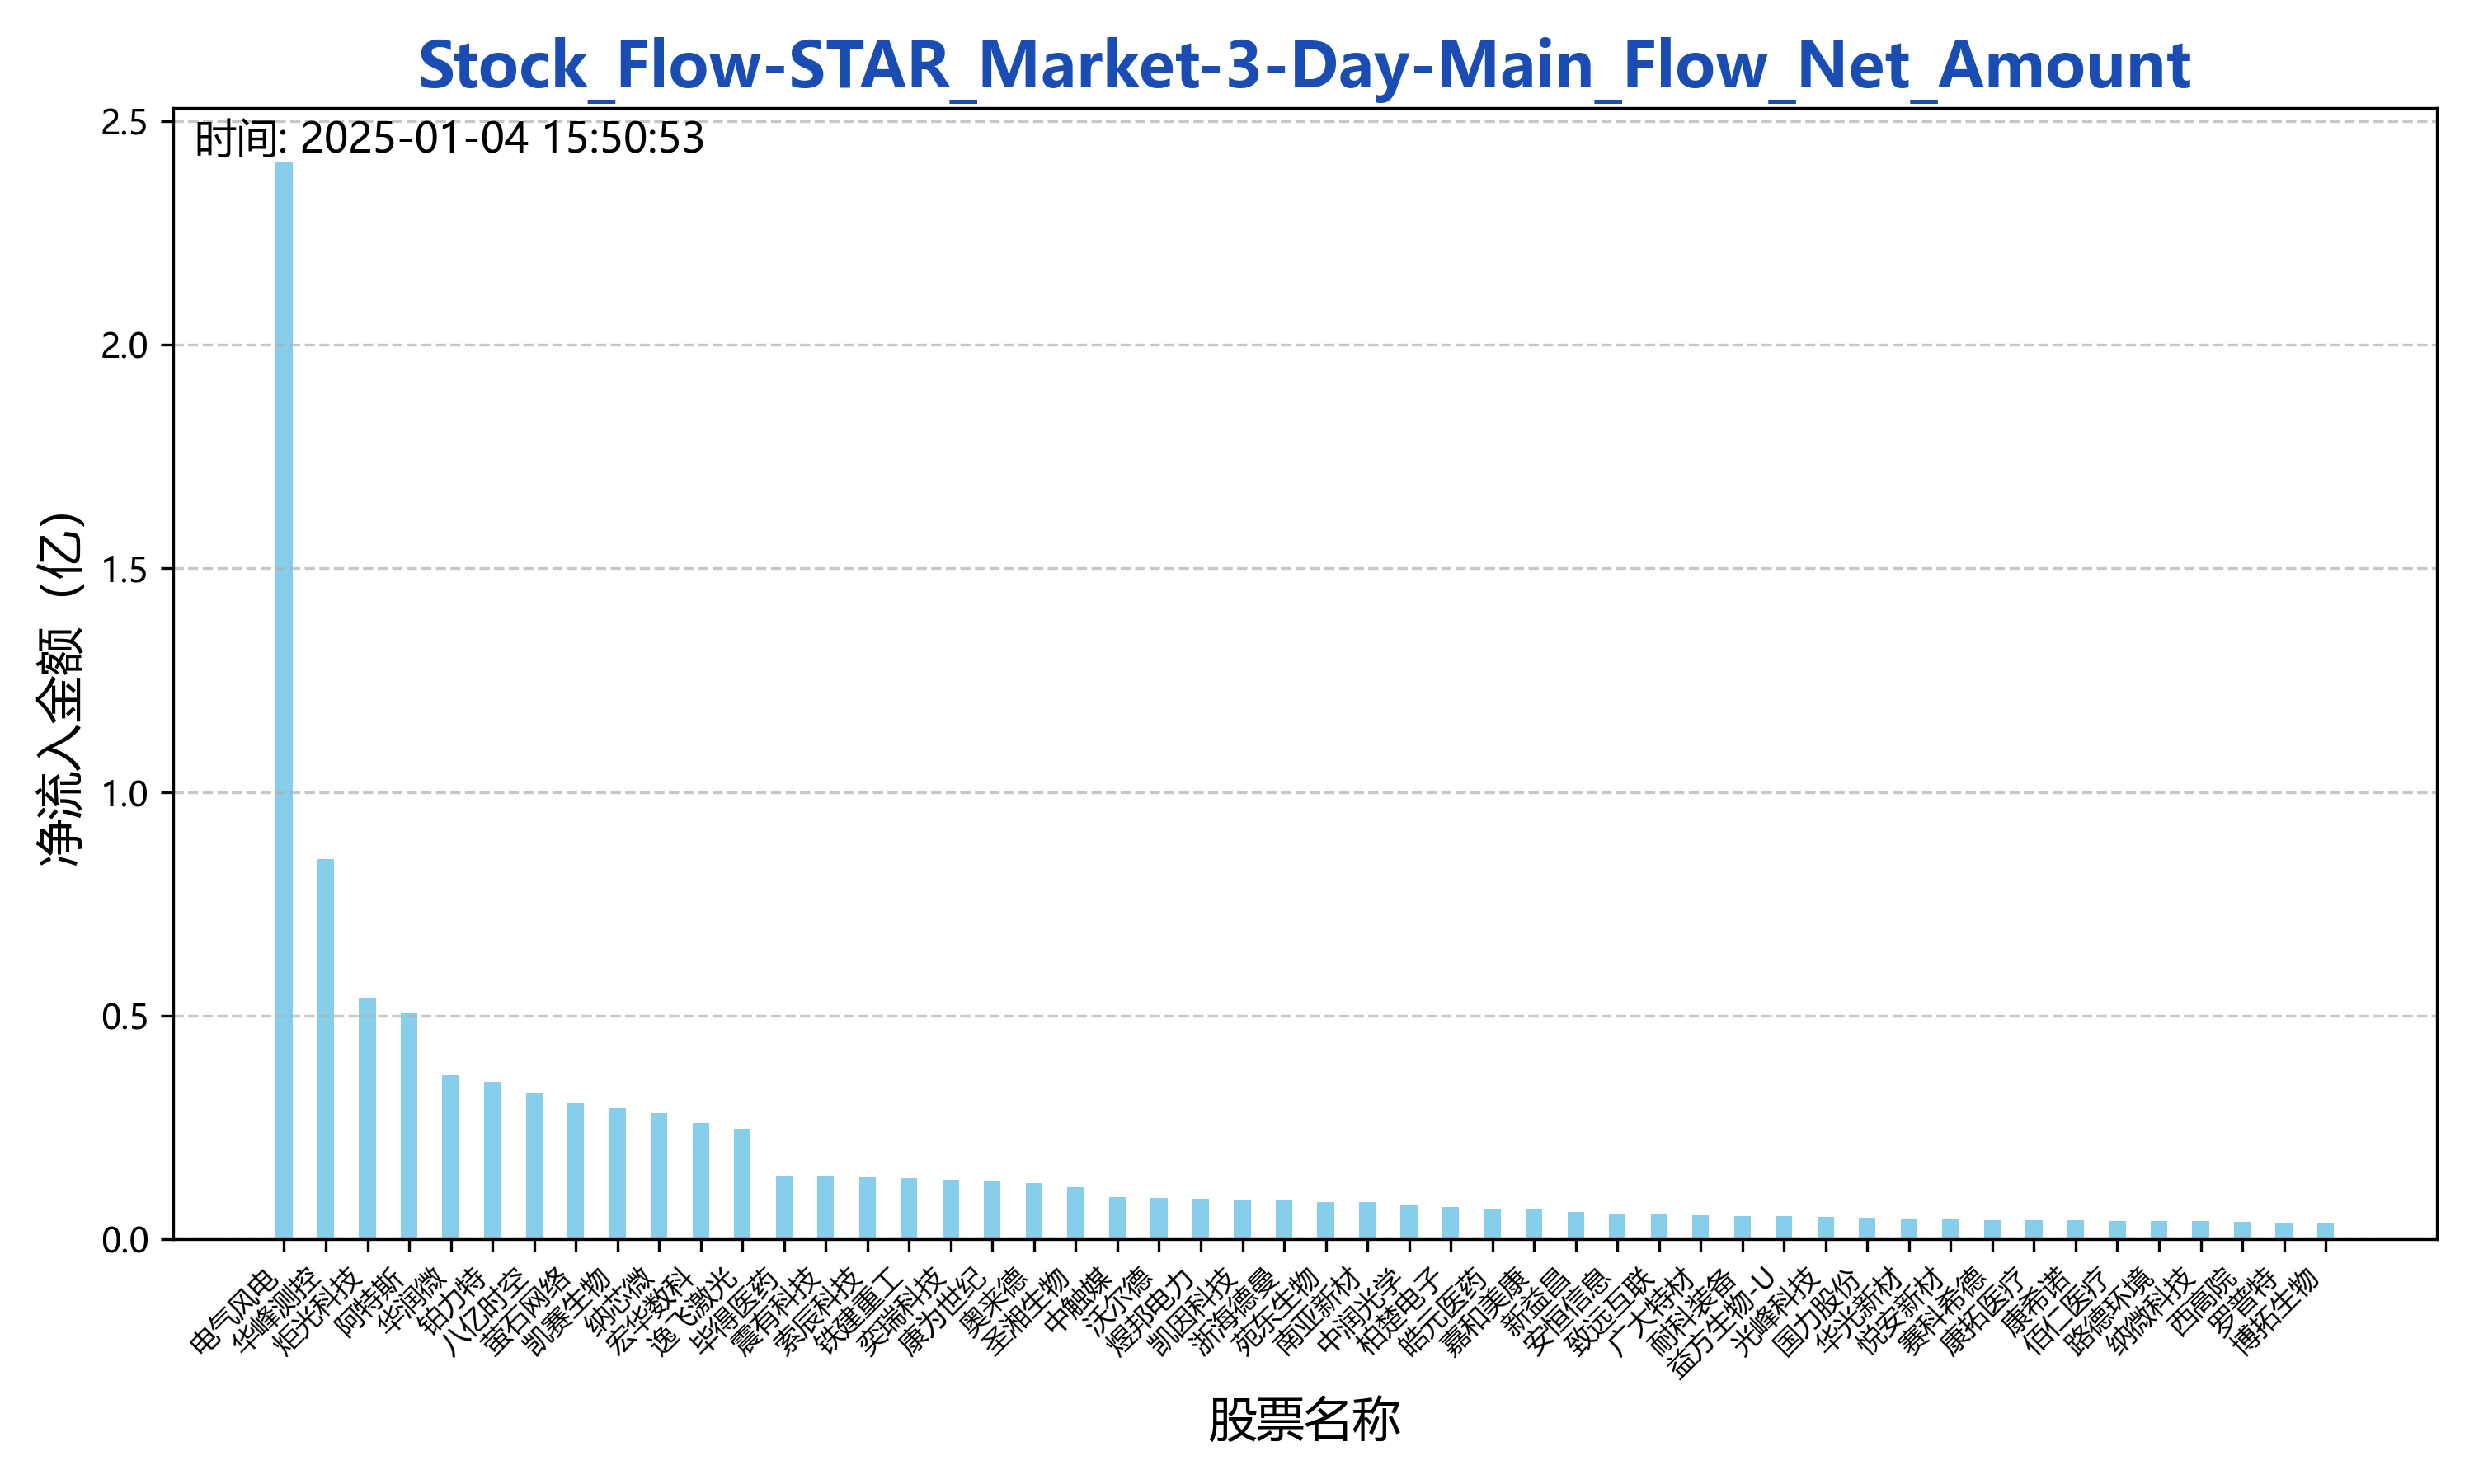 Stock_Flow-STAR_Market-3-Day-Main_Flow_Net_Amount
时间: 2025-01-04 15:50:53
净流入金额（亿）
2.5
2.0
1.5
1.0
0.5
0.0
电气风电
华峰测控
炬光科技
阿特斯
华润微
铂力特
八亿时空
萤石网络
凯赛生物
纳芯微
宏华数科
逸飞激光
毕得医药
震有科技
索辰科技
铁建重工
奕瑞科技
康为世纪
奥来德
圣湘生物
中触媒
沃尔德
煜邦电力
凯因科技
浙海德曼
苑东生物
南亚新材
中润光学
柏楚电子
皓元医药
嘉和美康
新益昌
安恒信息
致远互联
广大特材
耐科装备
益方生物-U
光峰科技
国力股份
华光新材
悦安新材
赛科希德
康拓医疗
康希诺
佰仁医疗
路德环境
纳微科技
西高院
罗普特
博拓生物
股票名称